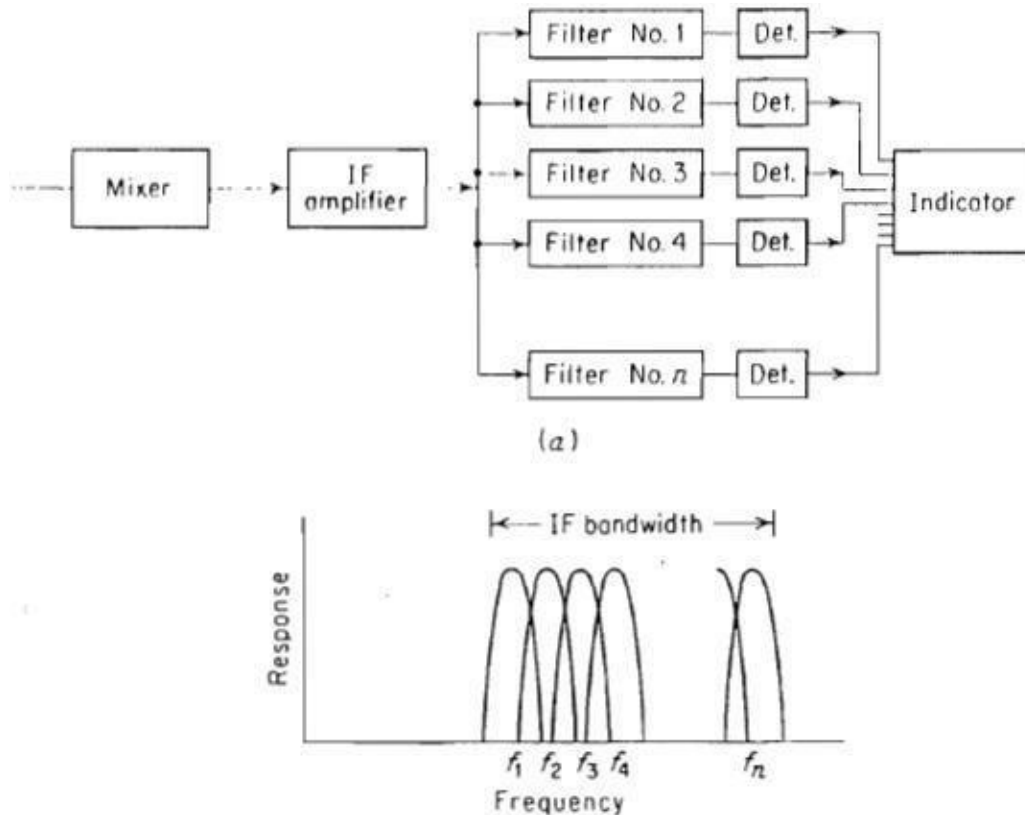 Filter No. 1
Det.
Filter No. 2
Det.
Mixer
IF
amplifier
Filter No. 3
Det.
Indicator
Filter No. 4
Det.
Filter No. n
Det.
(a)
IF bandwidth
Response
f1 f2 f3 f4 fn
Frequency